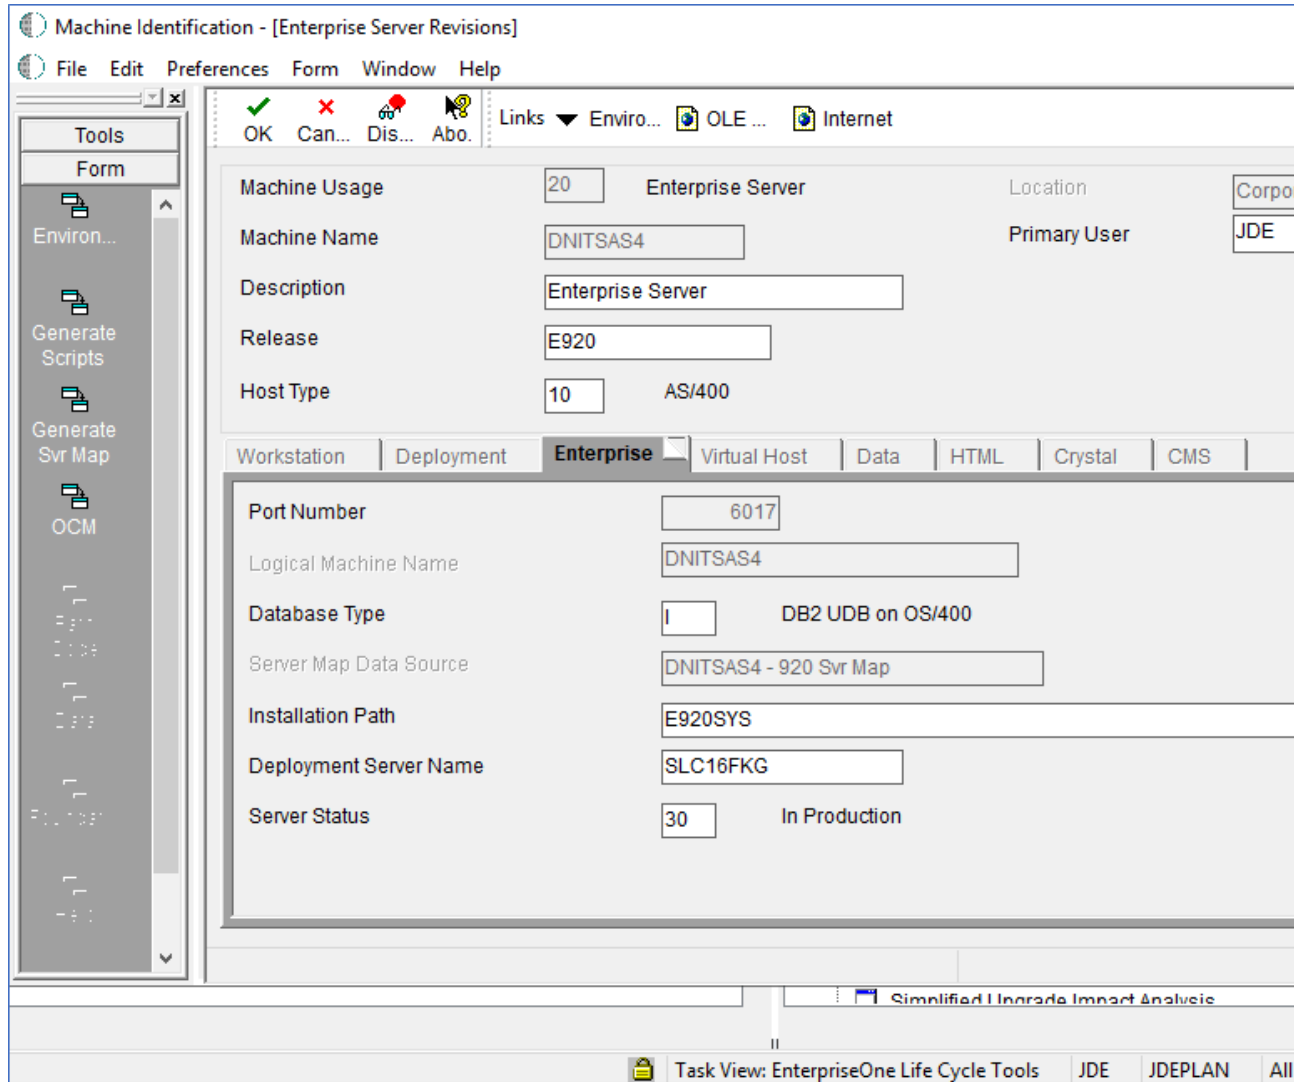 Machine Identification - [Enterprise Server Revisions]
File Edit Preferences Form Window Help
Tools
Form
Environ...
Generate
Scripts
Generate
Svr Map
OCM
OK Can... Dis... Abo. Links Enviro... OLE ... Internet
Machine Usage 20 Enterprise Server Location Corpo
Machine Name DNITSAS4 Primary User JDE
Description Enterprise Server
Release E920
Host Type 10 AS/400
Workstation Deployment Enterprise Virtual Host Data HTML Crystal CMS
Port Number 6017
Logical Machine Name DNITSAS4
Database Type I DB2 UDB on OS/400
Server Map Data Source DNITSAS4 - 920 Svr Map
Installation Path E920SYS
Deployment Server Name SLC16FKG
Server Status 30 In Production
Simplified Upgrade Impact Analysis
Task View: EnterpriseOne Life Cycle Tools JDE JDEPLAN All